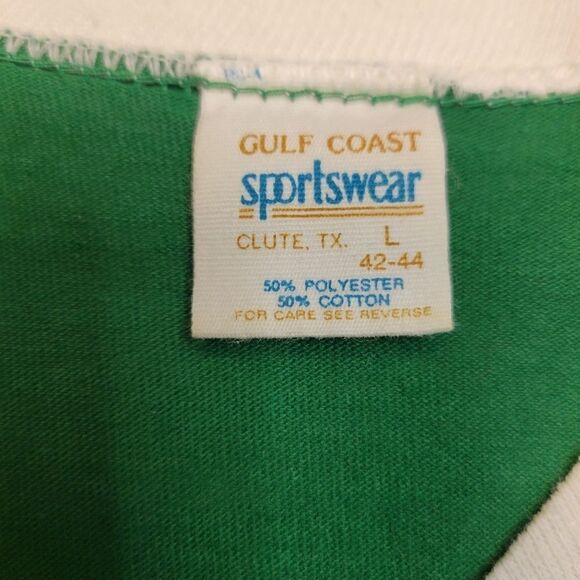 GULF COAST
sportswear
CLUTE, TX. L
42-44
50% POLYESTER
50% COTTON
FOR CARE SEE REVERSE